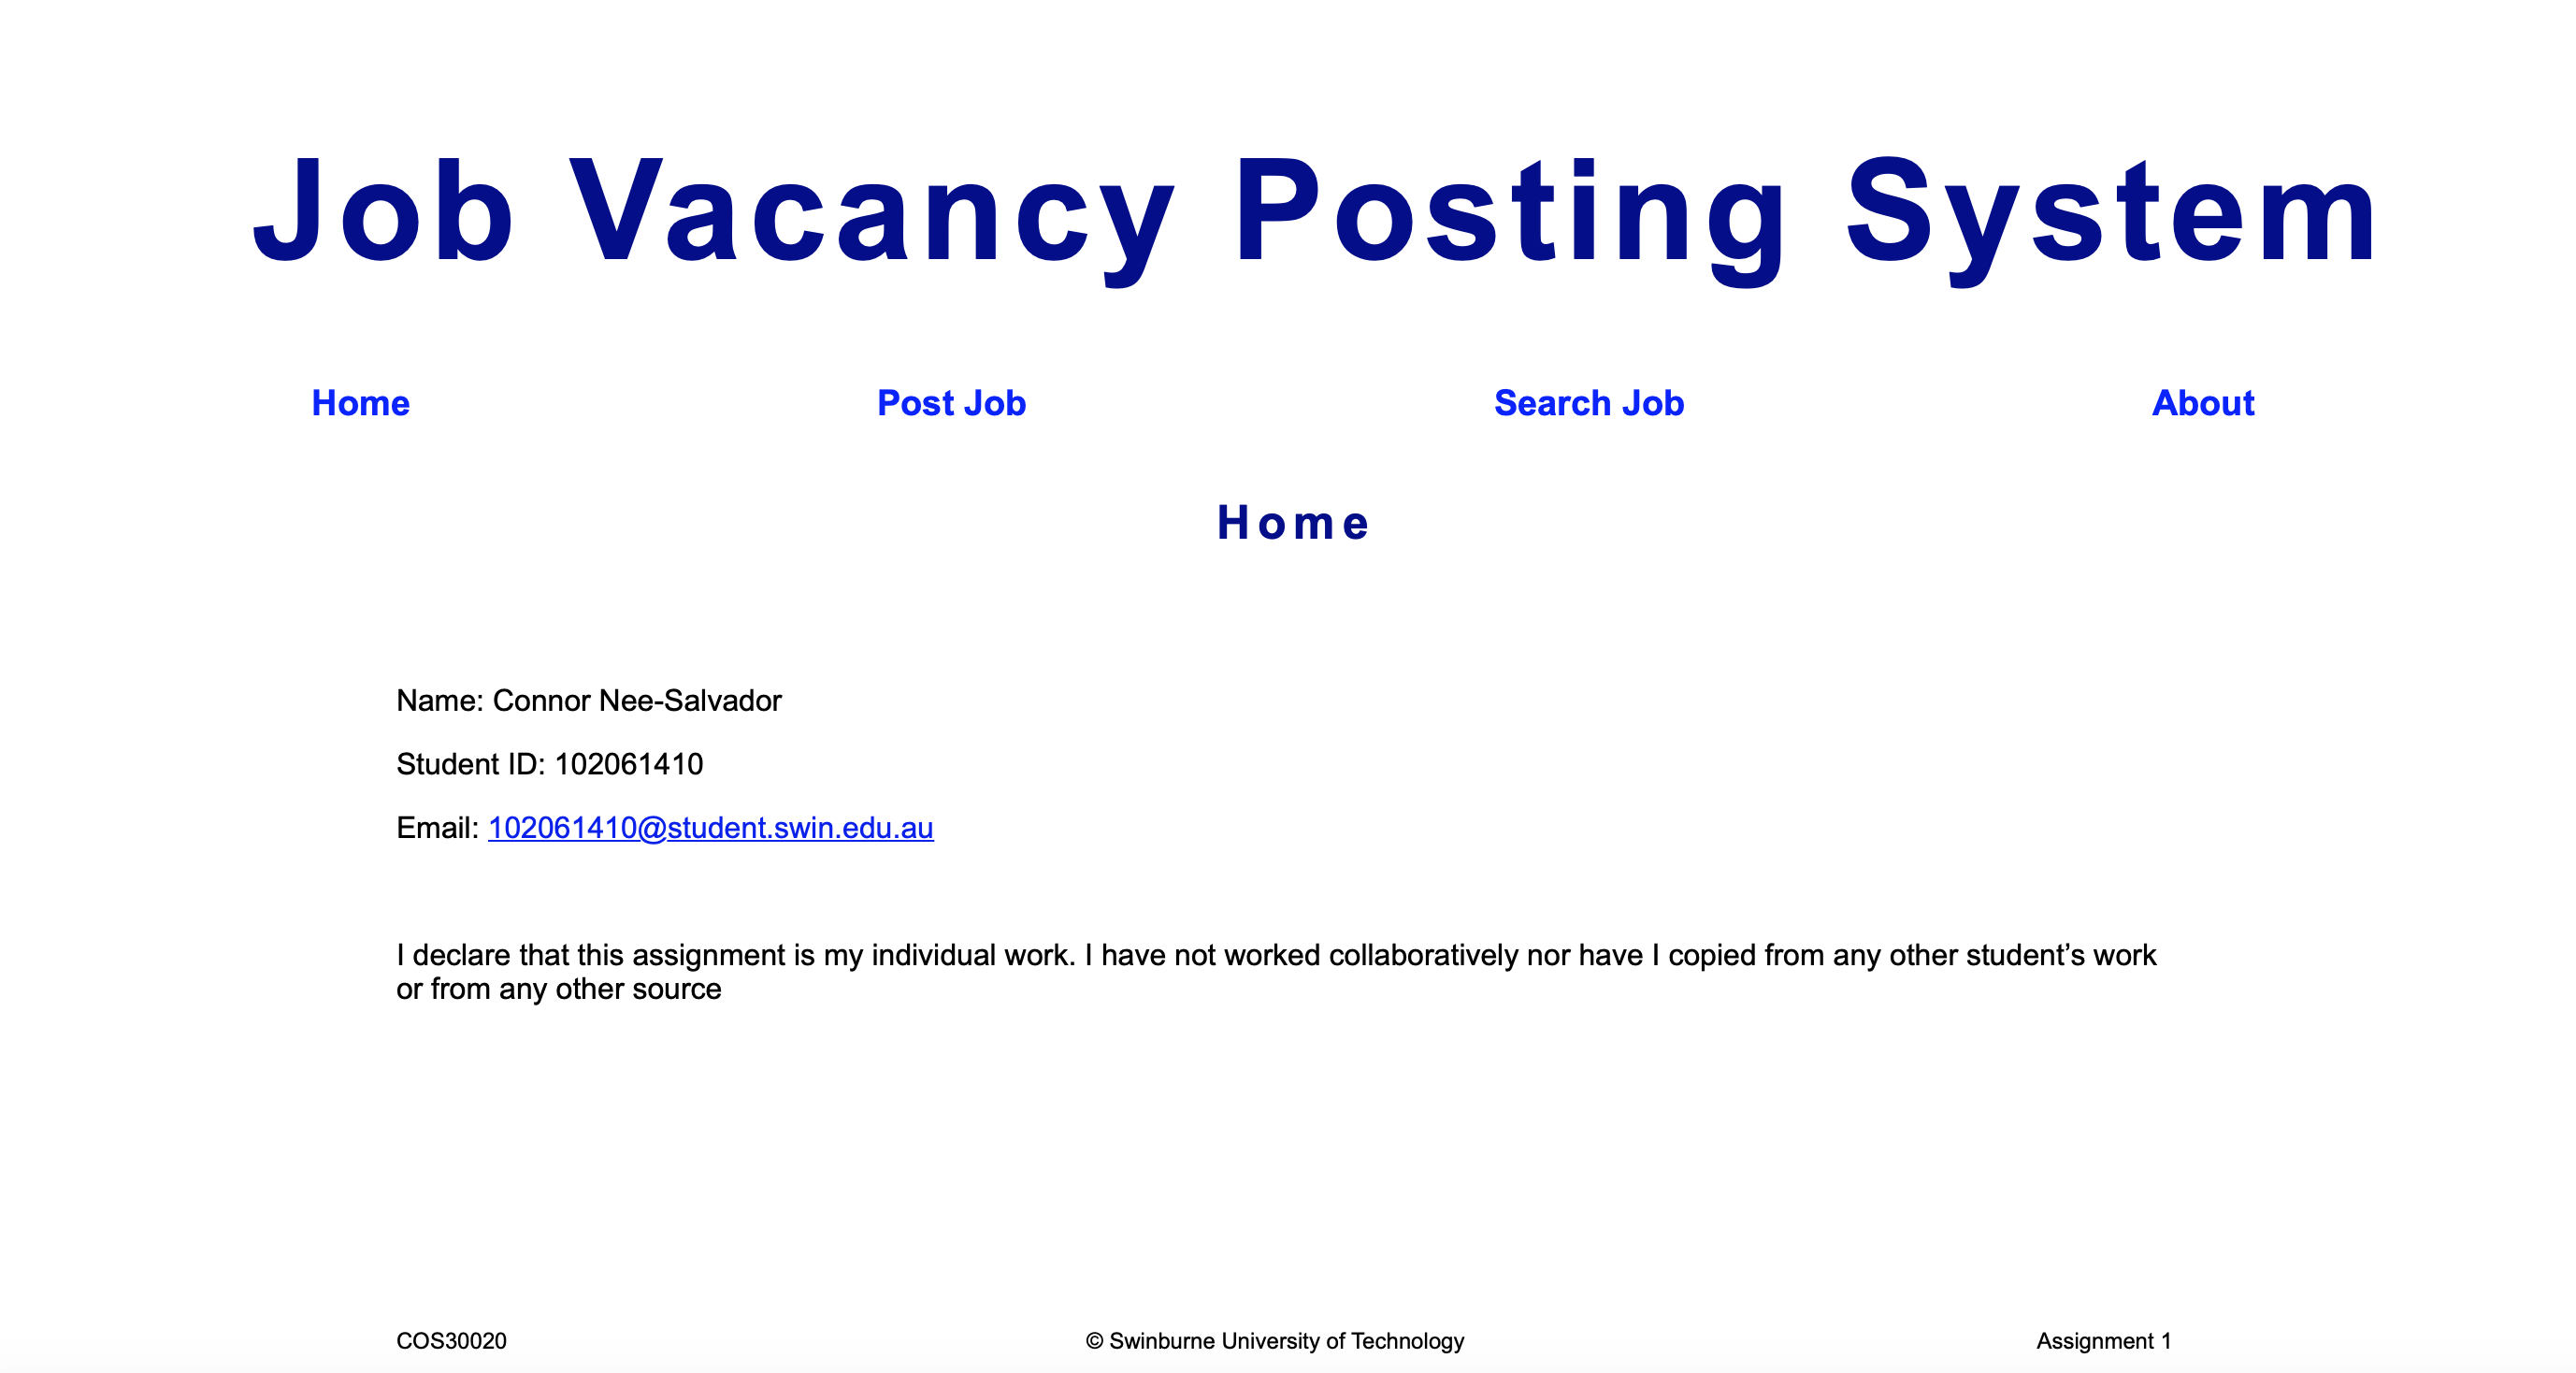 Job Vacancy Posting System
Home Post Job Search Job About
Home
Name: Connor Nee-Salvador
Student ID: 102061410
Email: 102061410@student.swin.edu.au
I declare that this assignment is my individual work. I have not worked collaboratively nor have I copied from any other student’s work
or from any other source
COS30020 © Swinburne University of Technology Assignment 1